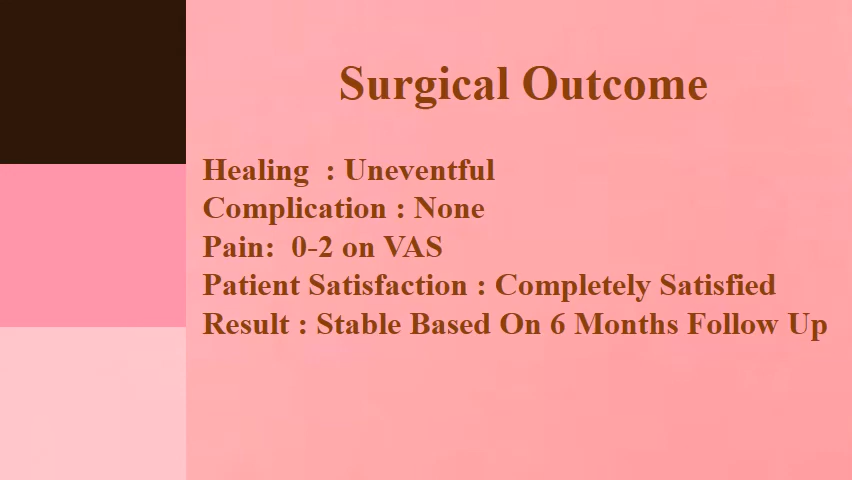 Surgical Outcome
Healing  : Uneventful
Complication : None
Pain:  0-2 on VAS
Patient Satisfaction : Completely Satisfied
Result : Stable Based On 6 Months Follow Up